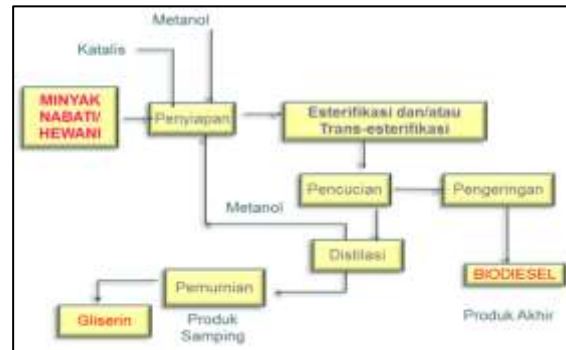 Metanol
Katalis
MINYAK
NABATI/
HEWANI
Penyiapan
Esterifikasi dan/atau
Trans-esterifikasi
Pencucian
Pengeringan
Metanol
Distilasi
BIODIESEL
Pemurnian
Gliserin
Produk
Samping
Produk Akhir